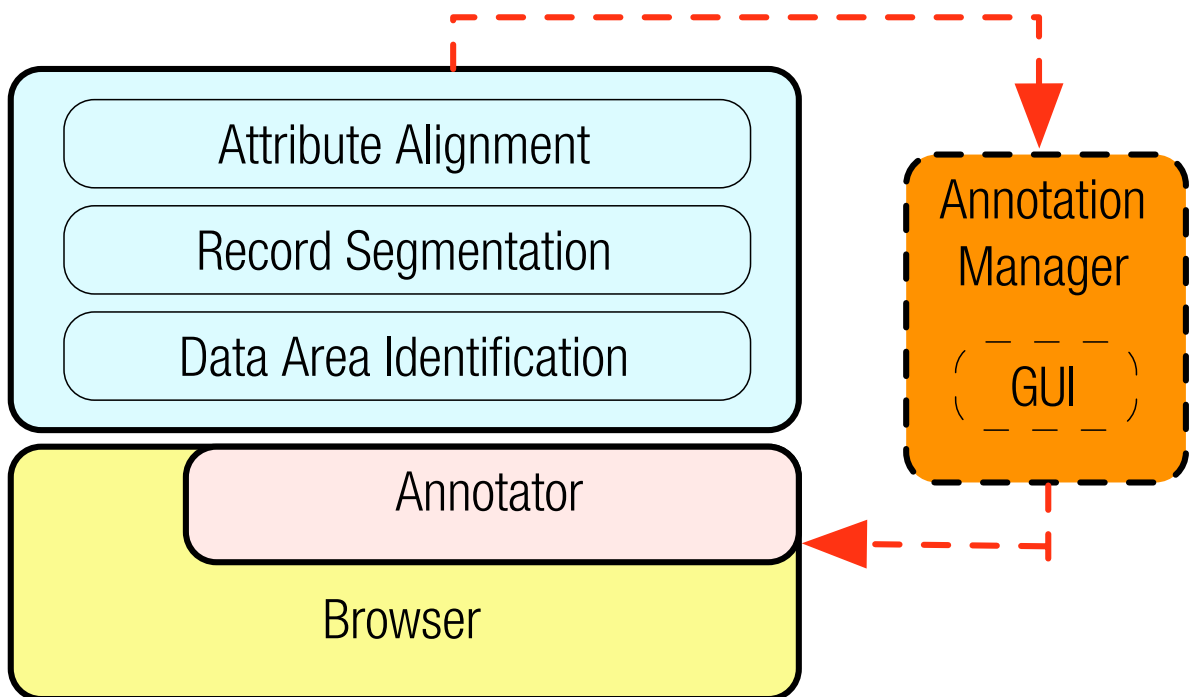 Attribute Alignment
Record Segmentation
Data Area Identification
Annotator
Browser
Annotation
Manager
GUI